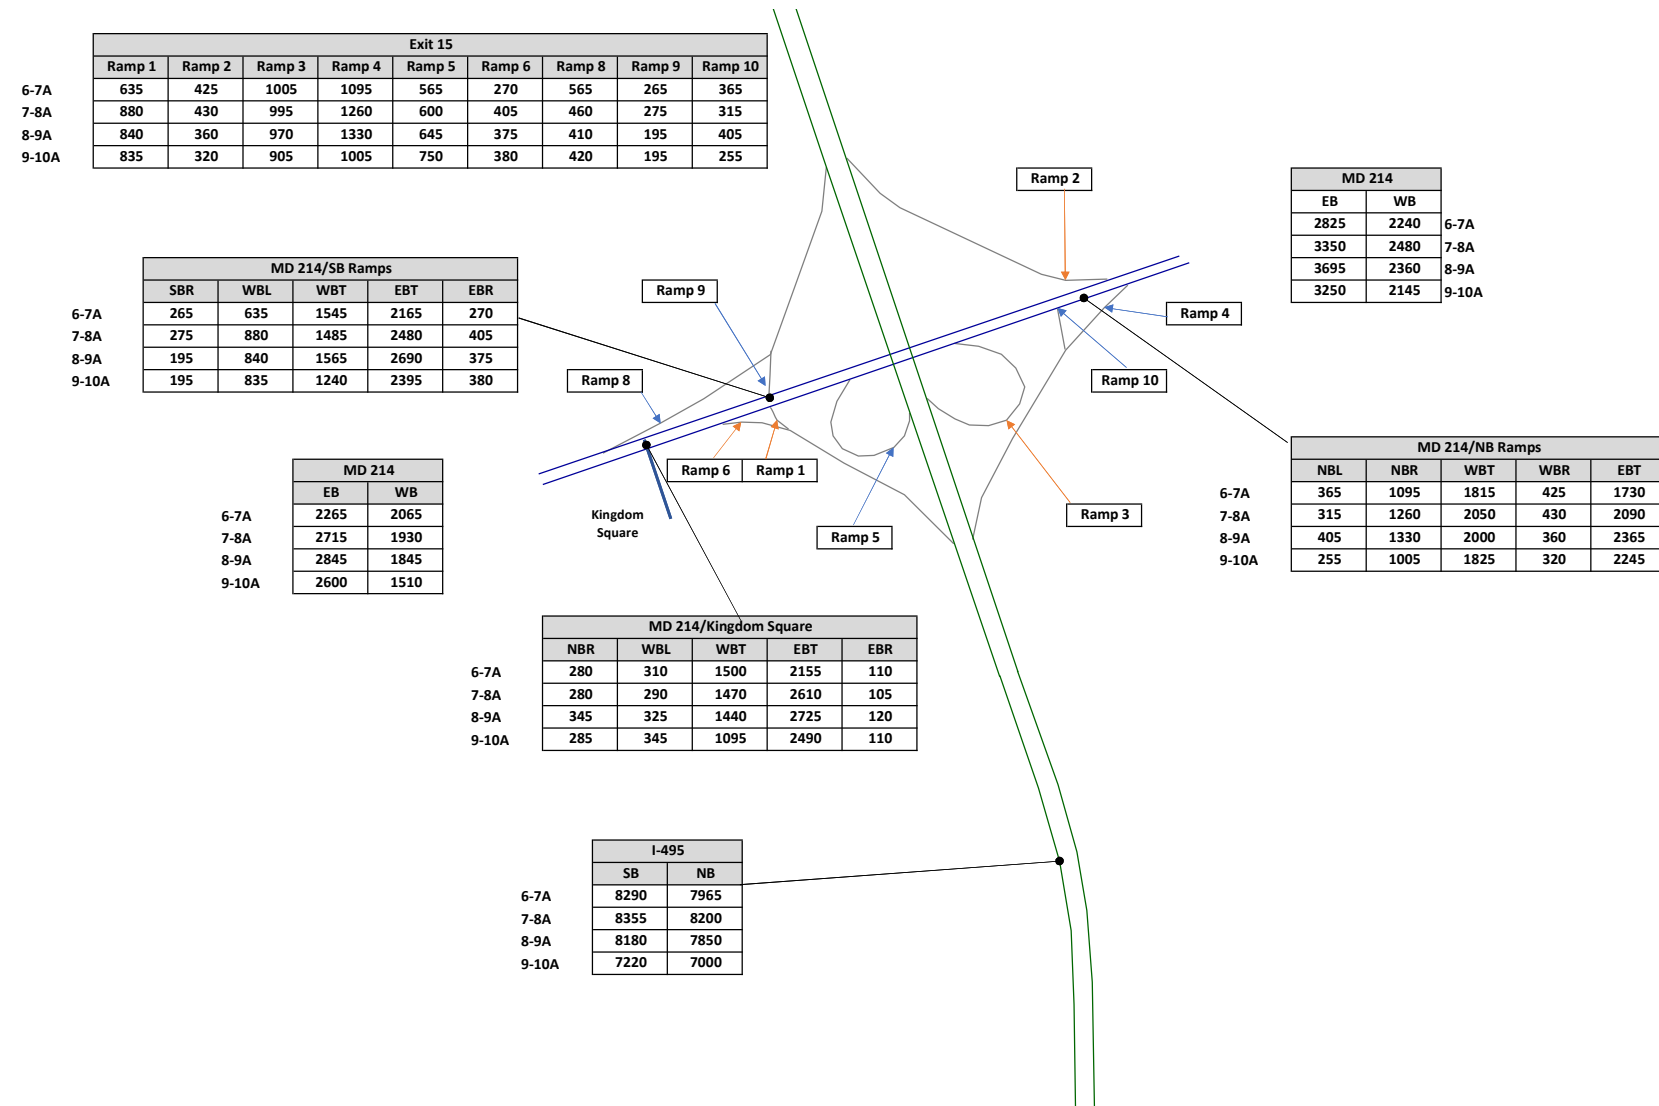 Exit 15
Ramp 1 Ramp 2 Ramp 3 Ramp 4 Ramp 5 Ramp 6 Ramp 8 Ramp 9 Ramp 10
6-7A 635 425 1005 1095 565 270 565 265 365
7-8A 880 430 995 1260 600 405 460 275 315
8-9A 840 360 970 1330 645 375 410 195 405
9-10A 835 320 905 1005 750 380 420 195 255
Ramp 2
MD 214
EB WB
2825 2240 6-7A
3350 2480 7-8A
3695 2360 8-9A
3250 2145 9-10A
MD 214/SB Ramps
SBR WBL WBT EBT EBR
6-7A 265 635 1545 2165 270
7-8A 275 880 1485 2480 405
8-9A 195 840 1565 2690 375
9-10A 195 835 1240 2395 380
Ramp 9
Ramp 4
Ramp 8
Ramp 10
Ramp 6 Ramp 1
MD 214/NB Ramps
NBL NBR WBT WBR EBT
6-7A 365 1095 1815 425 1730
7-8A 315 1260 2050 430 2090
8-9A 405 1330 2000 360 2365
9-10A 255 1005 1825 320 2245
MD 214
EB WB
6-7A 2265 2065
7-8A 2715 1930
8-9A 2845 1845
9-10A 2600 1510
Kingdom
Square
Ramp 5
Ramp 3
MD 214/Kingdom Square
NBR WBL WBT EBT EBR
6-7A 280 310 1500 2155 110
7-8A 280 290 1470 2610 105
8-9A 345 325 1440 2725 120
9-10A 285 345 1095 2490 110
I-495
SB NB
6-7A 8290 7965
7-8A 8355 8200
8-9A 8180 7850
9-10A 7220 7000